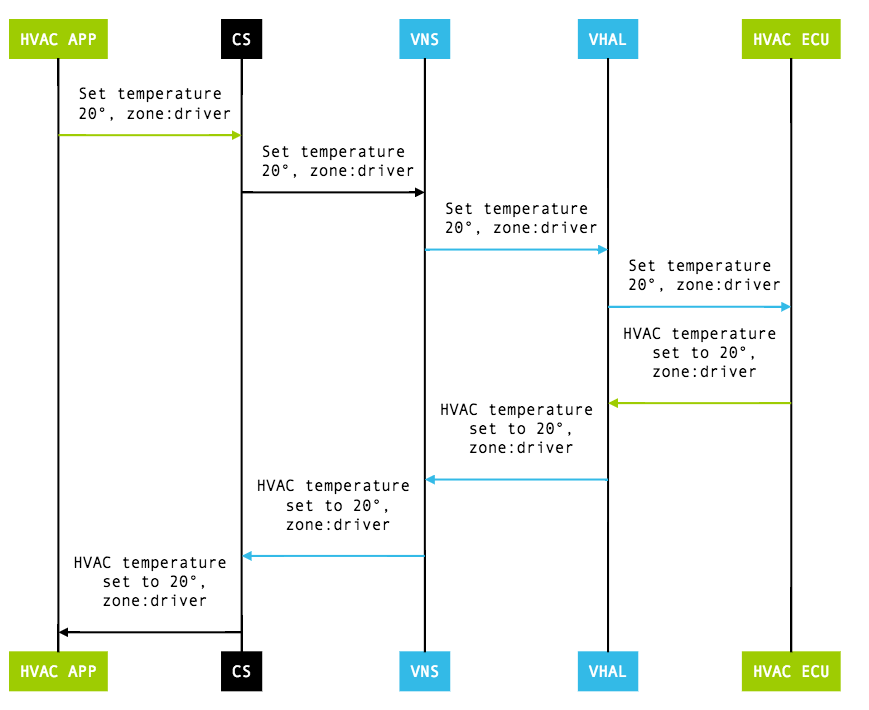 HVAC APP
CS
VNS
VHAL
HVAC ECU
Set temperature
20°, zone:driver
Set temperature
20°, zone:driver
Set temperature
20°, zone:driver
Set temperature
20°, zone:driver
HVAC temperature
set to 20°,
zone:driver
HVAC temperature
set to 20°,
zone:driver
HVAC temperature
set to 20°,
zone:driver
HVAC temperature
set to 20°,
zone:driver
HVAC APP
CS
VNS
VHAL
HVAC ECU